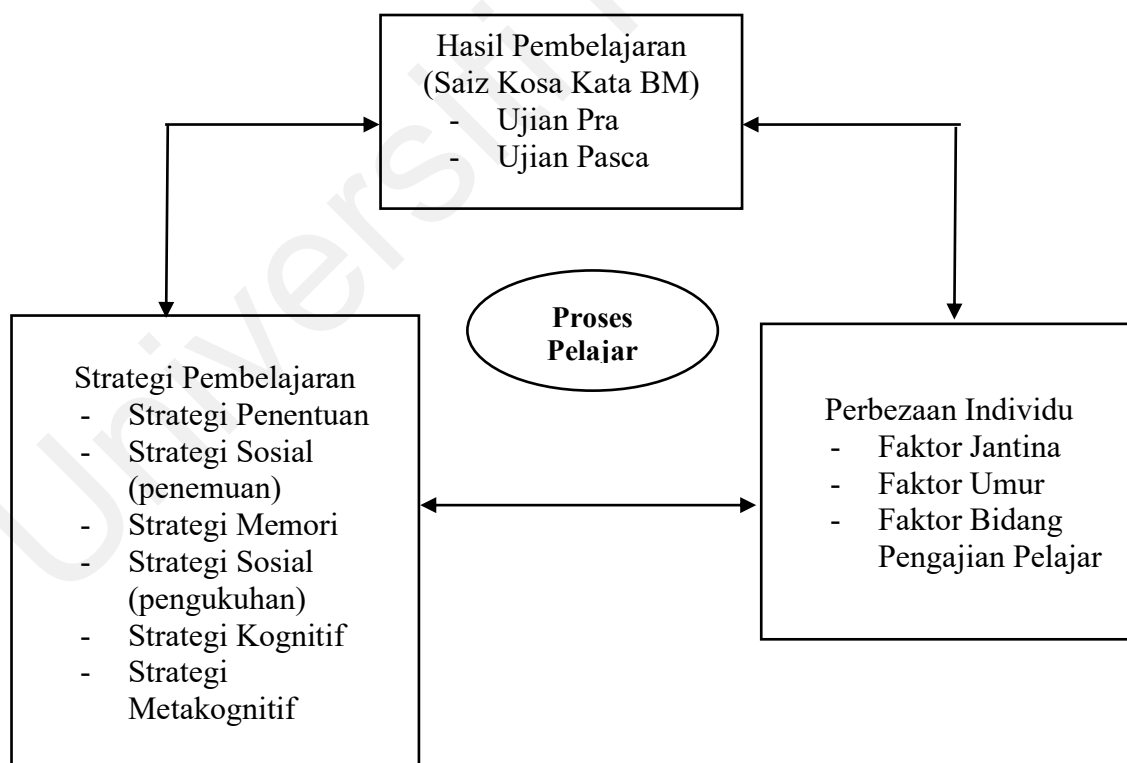 Hasil Pembelajaran
(Saiz Kosa Kata BM)
- Ujian Pra
- Ujian Pasca
Proses
Pelajar
Strategi Pembelajaran
- Strategi Penentuan
- Strategi Sosial
(penemuan)
- Strategi Memori
- Strategi Sosial
(pengukuhan)
- Strategi Kognitif
- Strategi
Metakognitif
Perbezaan Individu
- Faktor Jantina
- Faktor Umur
- Faktor Bidang
Pengajian Pelajar
Universiti